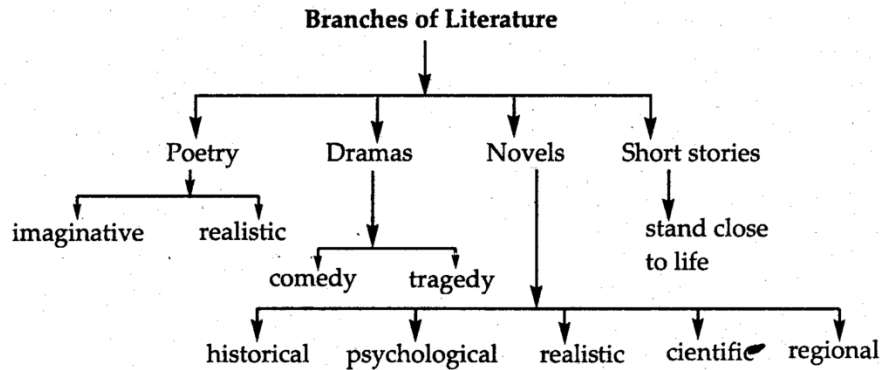 Branches of Literature
Poetry Dramas Novels Short stories
imaginative realistic stand close
to life
comedy tragedy
historical psychological realistic cientific regional